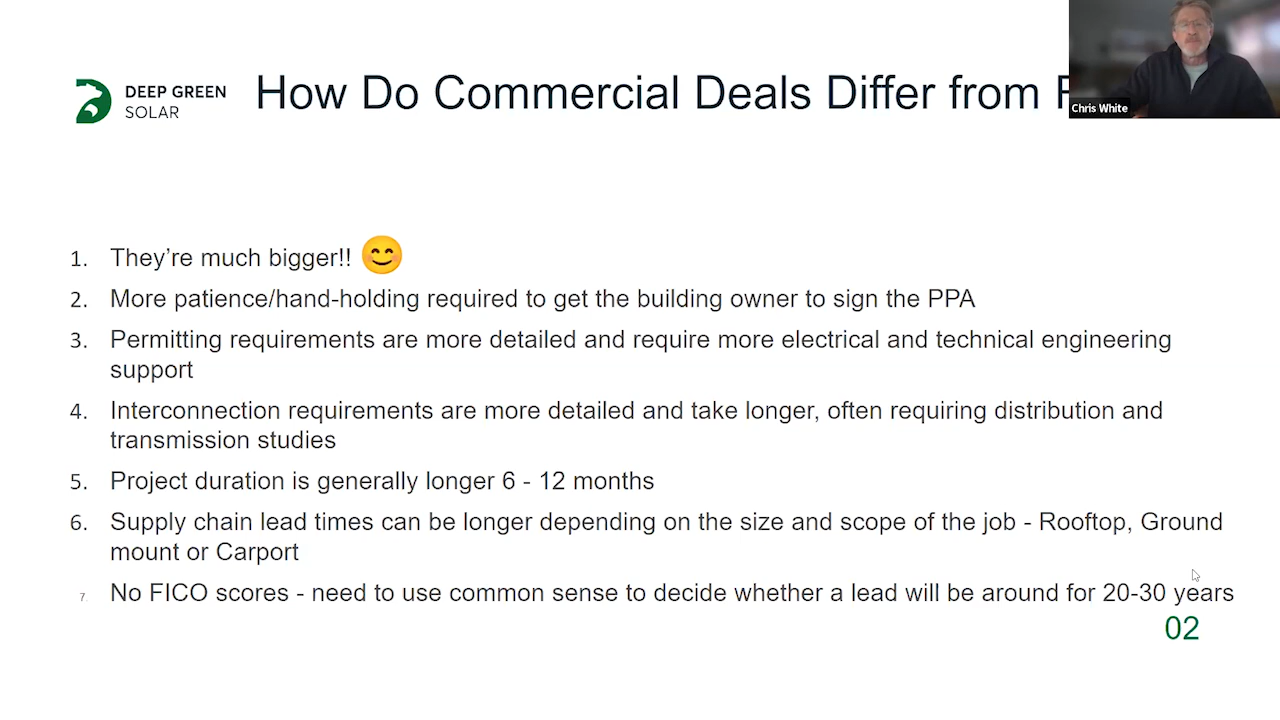 DEEP GREEN
SOLAR
How Do Commercial Deals Differ from
Chris White
1. They’re much bigger!! 😊
2. More patience/hand-holding required to get the building owner to sign the PPA
3. Permitting requirements are more detailed and require more electrical and technical engineering
support
4. Interconnection requirements are more detailed and take longer, often requiring distribution and
transmission studies
5. Project duration is generally longer 6 - 12 months
6. Supply chain lead times can be longer depending on the size and scope of the job - Rooftop, Ground
mount or Carport
7. No FICO scores - need to use common sense to decide whether a lead will be around for 20-30 years
02